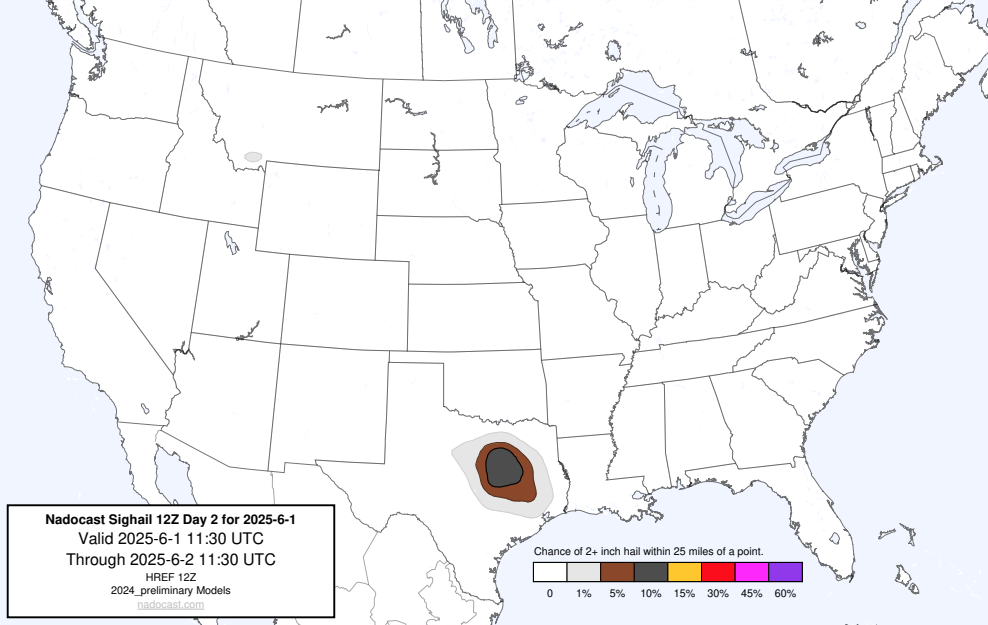 Nadocast Sighail 12Z Day 2 for 2025-6-1
Valid 2025-6-1 11:30 UTC
Through 2025-6-2 11:30 UTC
HREF 12Z
2024_preliminary Models
nadocast.com
Chance of 2+ inch hail within 25 miles of a point.
0 1% 5% 10% 15% 30% 45% 60%